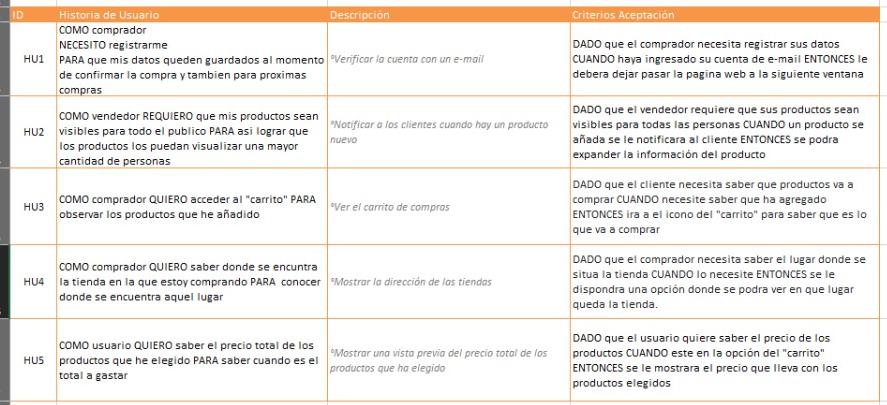 ID Historia de Usuario Descripción Criterios Aceptación
HU1
COMO comprador
NECESITO registrarme
PARA que mis datos queden guardados al momento
de confirmar la compra y tambien para proximas
compras
°Verificar la cuenta con un e-mail
DADO que el comprador necesita registrar sus datos
CUANDO haya ingresado su cuenta de e-mail ENTONCES le
debera dejar pasar la pagina web a la siguiente ventana
HU2
COMO vendedor REQUIERO que mis productos sean
visibles para todo el publico PARA asi lograr que
los productos los puedan visualizar una mayor
cantidad de personas
°Notificar a los clientes cuando hay un producto
nuevo
DADO que el vendedor requiere que sus productos sean
visibles para todas las personas CUANDO un producto se
añada se le notificara al cliente ENTONCES se podra
expander la información del producto
HU3
COMO comprador QUIERO acceder al "carrito" PARA
observar los productos que he añadido
°Ver el carrito de compras
DADO que el cliente necesita saber que productos va a
comprar CUANDO necesite saber que ha agregado
ENTONCES ira a el icono del "carrito" para saber que es lo
que va a comprar
HU4
COMO comprador QUIERO saber donde se encuntra
la tienda en la que estoy comprando PARA conocer
donde se encuentra aquel lugar
°Mostrar la dirección de las tiendas
DADO que el comprador necesita saber el lugar donde se
situa la tienda CUANDO lo necesite ENTONCES se le
dispondra una opción donde se podra ver en que lugar
queda la tienda.
HU5
COMO usuario QUIERO saber el precio total de los
productos que he elegido PARA saber cuando es el
total a gastar
°Mostrar una vista previa del precio total de los
productos que ha elegido
DADO que el usuario quiere saber el precio de los
productos CUANDO este en la opción del "carrito"
ENTONCES se le mostrara el precio que lleva con los
productos elegidos